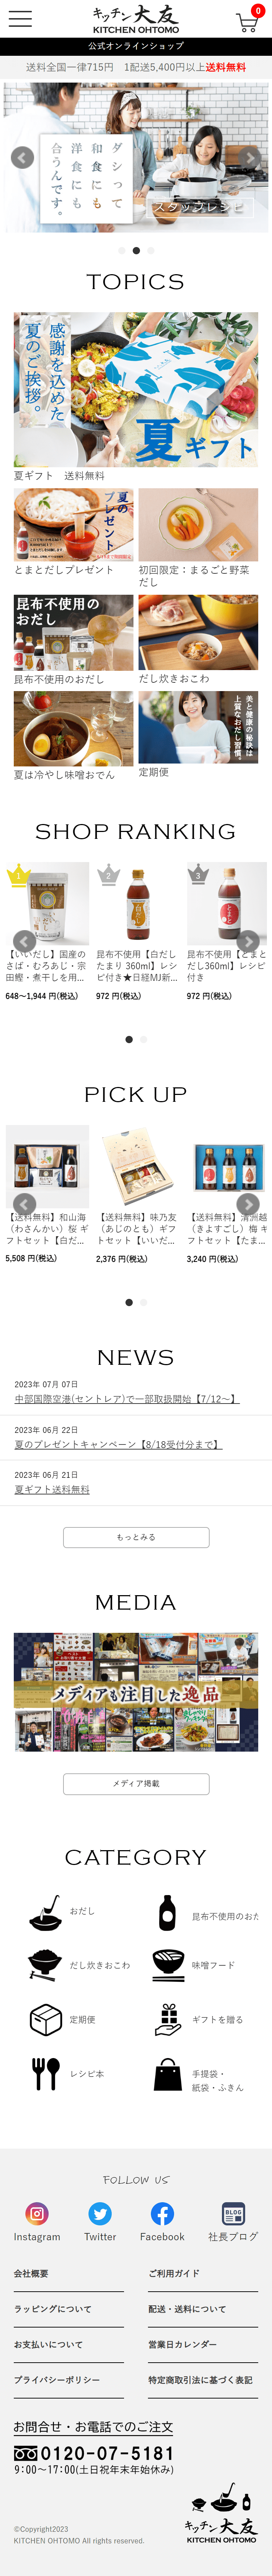 キッチン大友
KITCHEN OHTOMO
0
公式オンラインショップ
送料全国一律715円　1配送5,400円以上送料無料
ダシって
和食にも
洋食にも
合うんです。
スタッフレシピ
TOPICS
感謝を込めた
夏のご挨拶。
夏ギフト
夏ギフト　送料無料
夏の
プレゼント
とまとだしプレゼント
初回限定：まるごと野菜
だし
昆布不使用の
おだし
昆布不使用のおだし
だし炊きおこわ
夏は冷やし味噌おでん
美と健康の秘訣は
上質なおだし習慣。
定期便
SHOP RANKING
1
2
3
【いいだし】国産の
さば・むろあじ・宗
田鰹・煮干しを用...
648～1,944 円(税込)
昆布不使用【白だし
たまり 360ml】レシ
ピ付き★日経MJ新...
972 円(税込)
昆布不使用【とまと
だし360ml】レシピ
付き
972 円(税込)
PICK UP
【送料無料】和山海
（わさんかい）桜 ギ
フトセット【白だ...
5,508 円(税込)
【送料無料】味乃友
（あじのとも）ギフ
トセット【いいだ...
2,376 円(税込)
【送料無料】清洲越
（きよすごし）梅 ギ
フトセット【たま...
3,240 円(税込)
NEWS
2023年 07月 07日
中部国際空港(セントレア)で一部取扱開始【7/12～】
2023年 06月 22日
夏のプレゼントキャンペーン【8/18受付分まで】
2023年 06月 21日
夏ギフト送料無料
もっとみる
MEDIA
メディアも注目した逸品
メディア掲載
CATEGORY
おだし
昆布不使用のおだ
だし炊きおこわ
味噌フード
定期便
ギフトを贈る
レシピ本
手提袋・
紙袋・ふきん
FOLLOW US
Instagram
Twitter
Facebook
BLOG
社長ブログ
会社概要
ご利用ガイド
ラッピングについて
配送・送料について
お支払いについて
営業日カレンダー
プライバシーポリシー
特定商取引法に基づく表記
お問合せ・お電話でのご注文
0120-07-5181
9:00～17:00(土日祝年末年始休み)
キッチン大友
KITCHEN OHTOMO
©Copyright2023
KITCHEN OHTOMO All rights reserved.